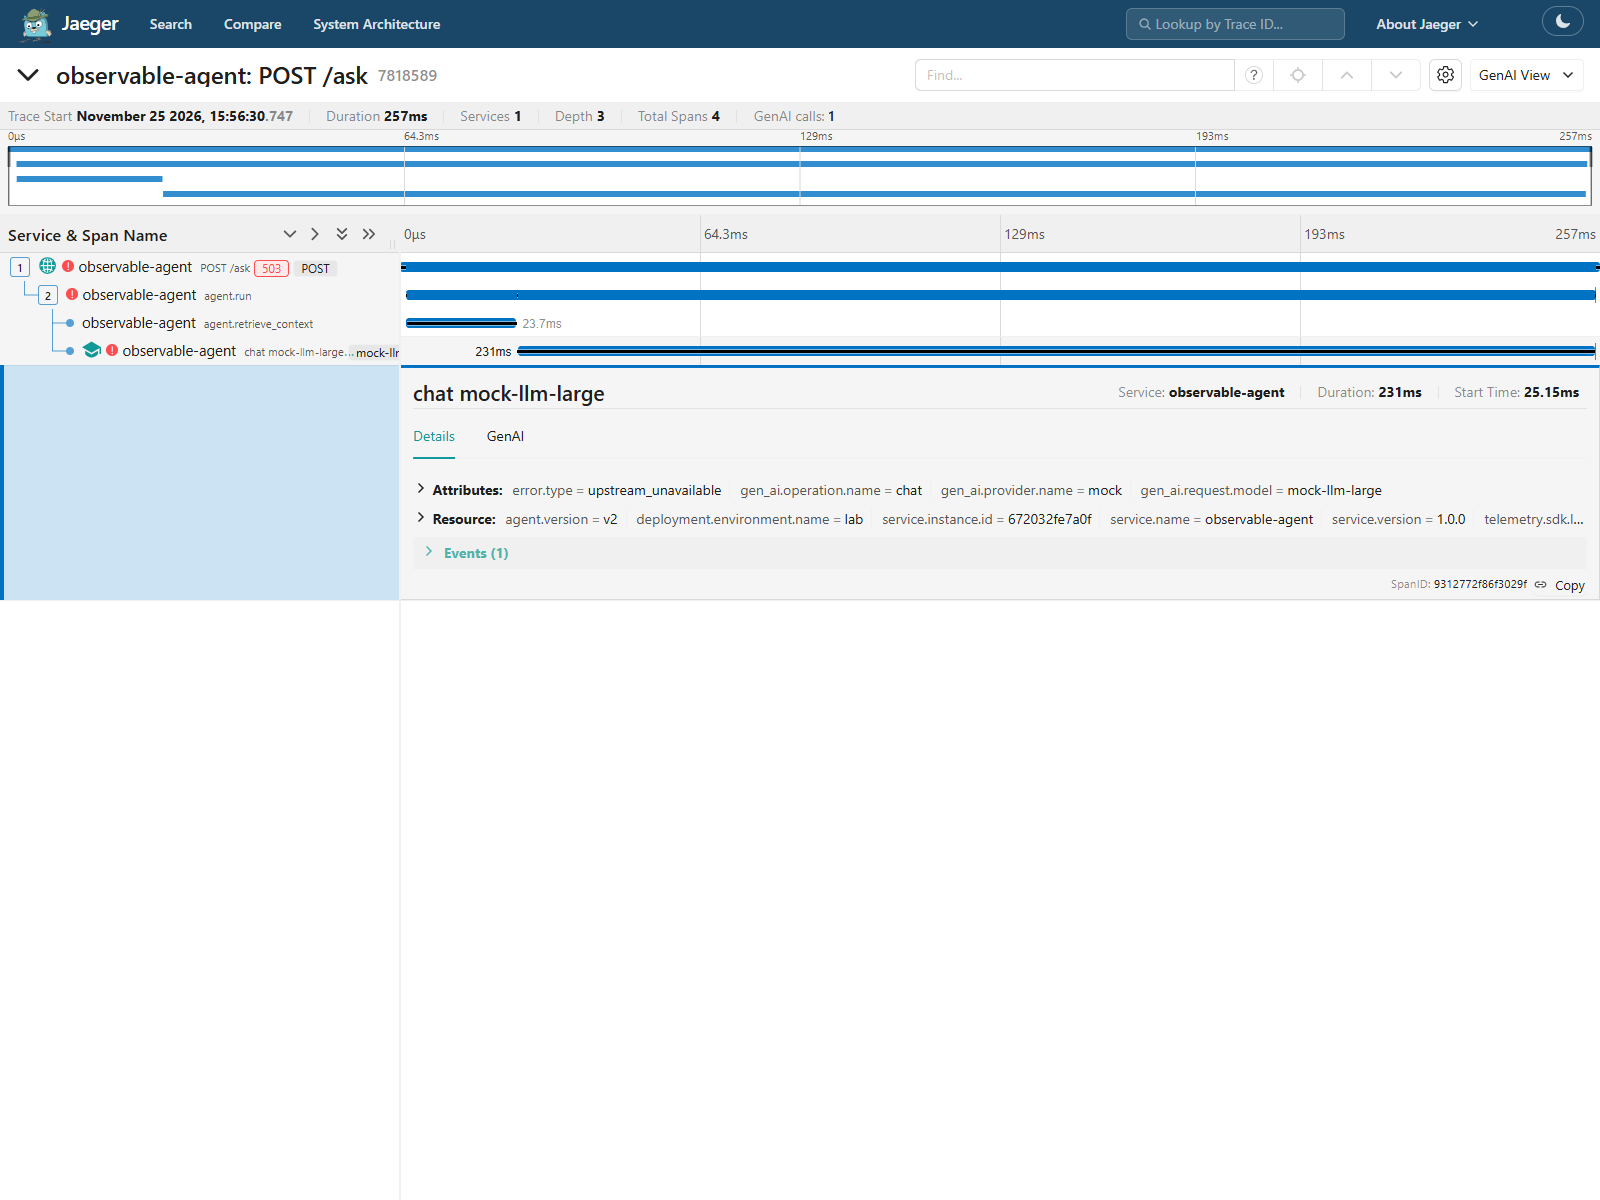 Jaeger Search Compare System Architecture Lookup by Trace ID... About Jaeger
observable-agent: POST /ask 7818589 Find... ? GenAI View
Trace Start November 25 2026, 15:56:30.747 Duration 257ms Services 1 Depth 3 Total Spans 4 GenAI calls: 1
0μs 64.3ms 129ms 193ms 257ms
Service & Span Name 0μs 64.3ms 129ms 193ms 257ms
1 observable-agent POST /ask 503 POST
2 observable-agent agent.run
observable-agent agent.retrieve_context 23.7ms
observable-agent chat mock-llm-large... mock-llm 231ms
chat mock-llm-large Service: observable-agent Duration: 231ms Start Time: 25.15ms
Details GenAI
Attributes: error.type = upstream_unavailable gen_ai.operation.name = chat gen_ai.provider.name = mock gen_ai.request.model = mock-llm-large
Resource: agent.version = v2 deployment.environment.name = lab service.instance.id = 672032fe7a0f service.name = observable-agent service.version = 1.0.0 telemetry.sdk.l...
Events (1)
SpanID: 9312772f86f3029f Copy